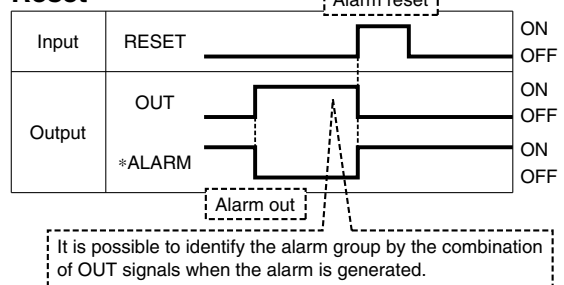 Reset
Alarm reset
Input RESET ON
OFF
Output OUT ON
OFF
*ALARM ON
OFF
Alarm out
It is possible to identify the alarm group by the combination
of OUT signals when the alarm is generated.